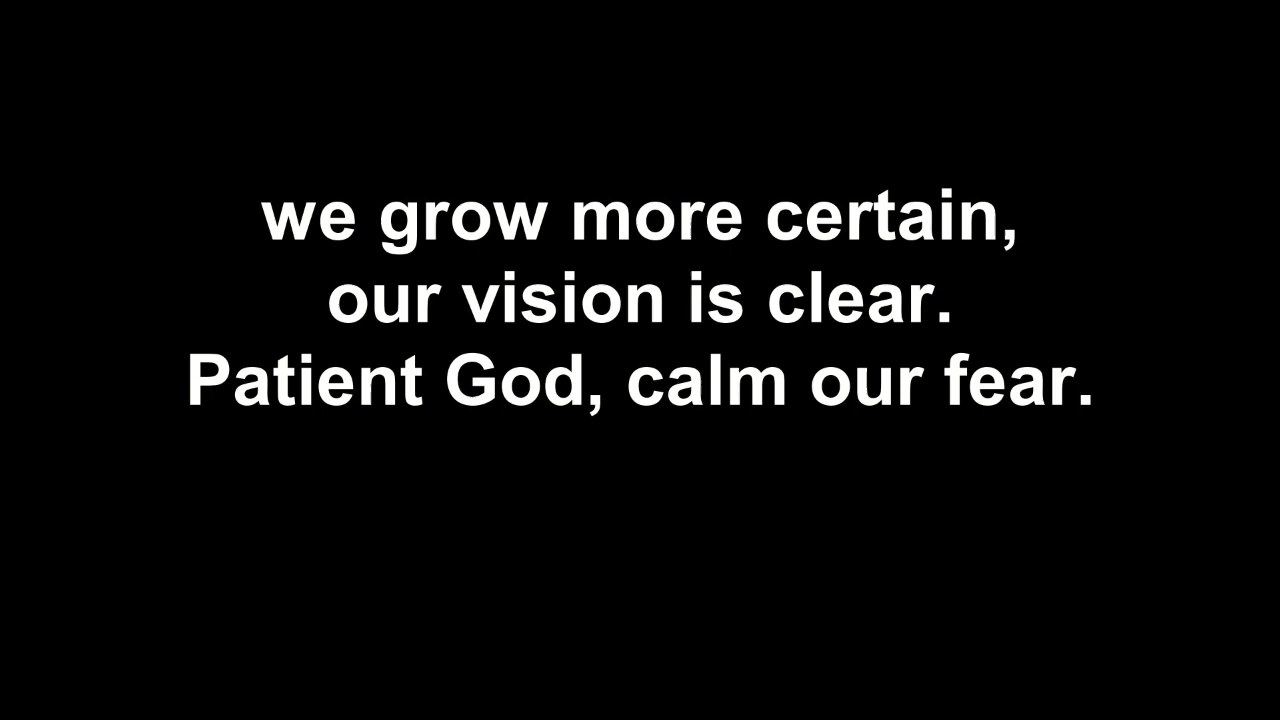 we grow more certain,
our vision is clear.
Patient God, calm our fear.